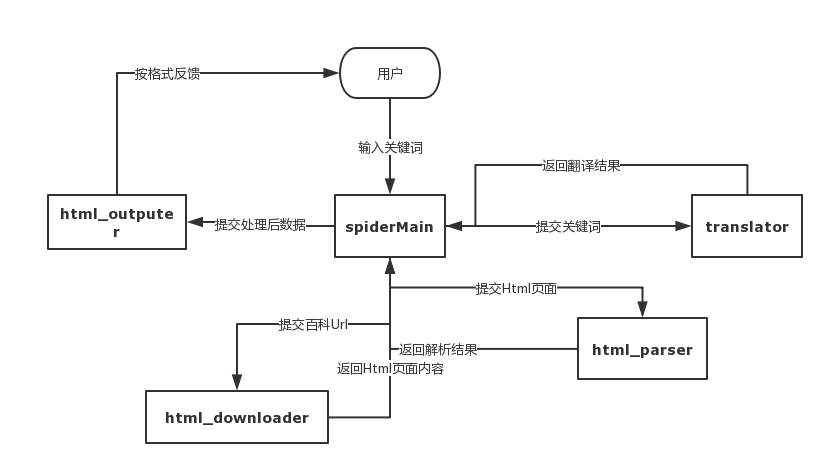 按格式反馈
用户
输入关键词
返回翻译结果
html_outpute
r
提交处理后数据
spiderMain
提交关键词
translator
提交Html页面
提交百科Url
返回解析结果
html_parser
返回Html页面内容
html_downloader